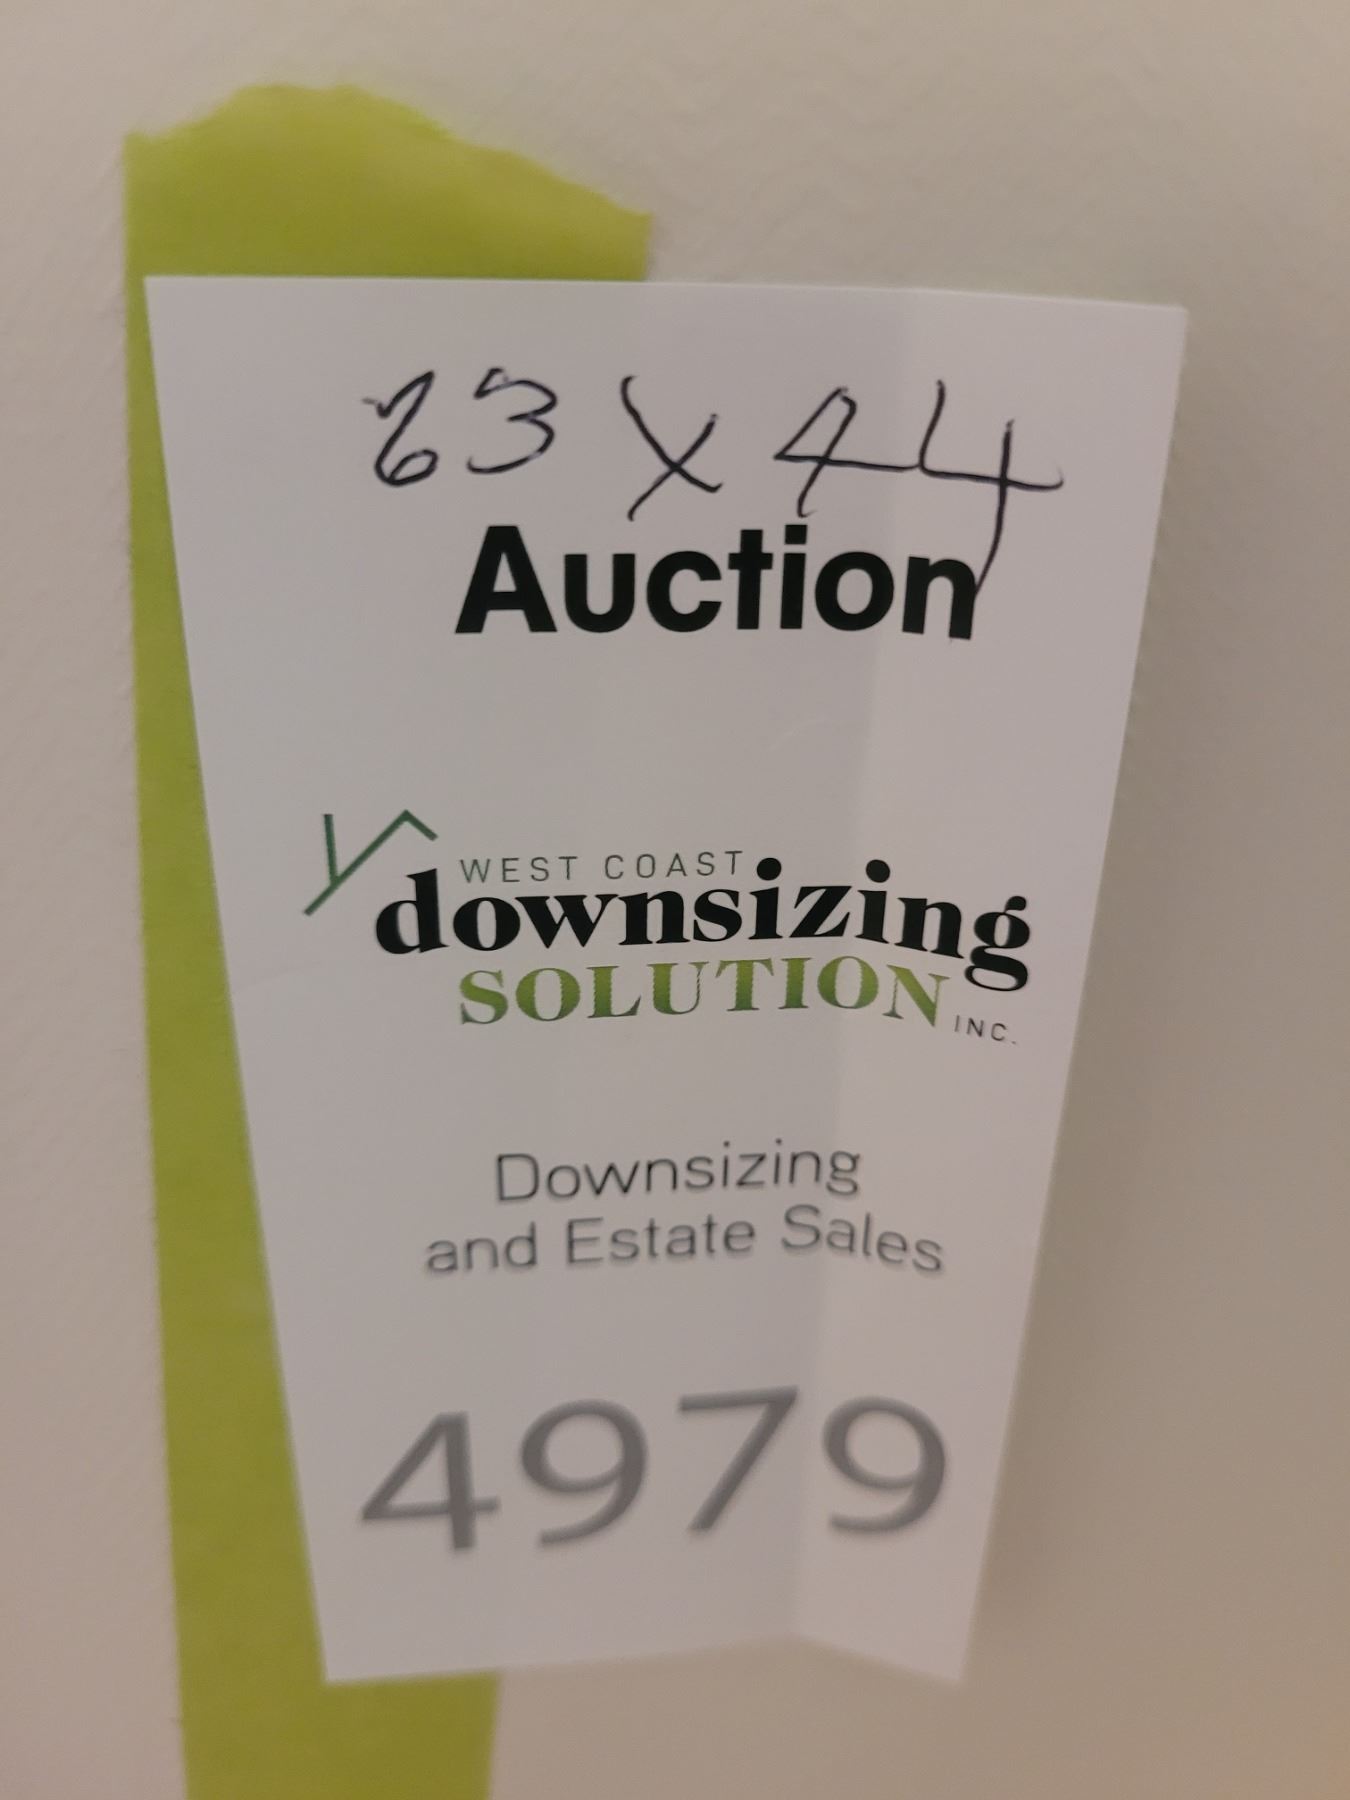 63 x 44
Auction
WEST COAST
downsizing
SOLUTION
INC.
Downsizing
and Estate Sales
4979